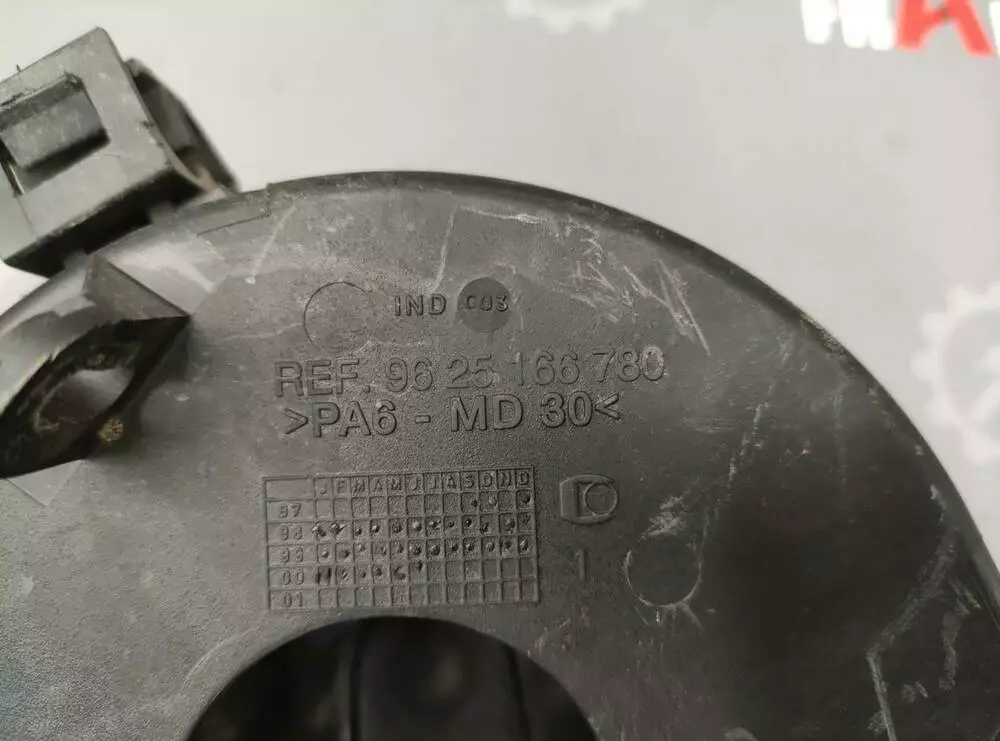 IND 003
REF. 96 25 166 780
>PA6 - MD 30<
J F M A M J J A S O N D
97
98
99
00
01
1